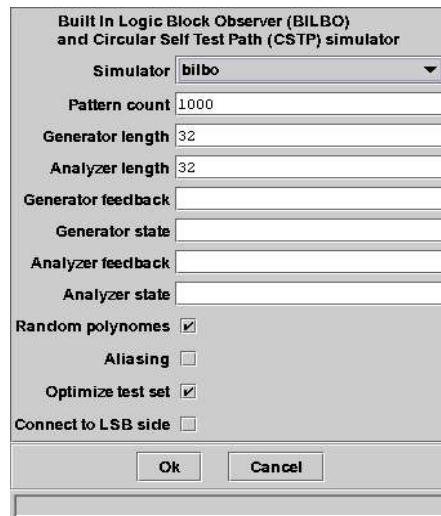 Built In Logic Block Observer (BILBO)
and Circular Self Test Path (CSTP) simulator
Simulator bilbo
Pattern count 1000
Generator length 32
Analyzer length 32
Generator feedback
Generator state
Analyzer feedback
Analyzer state
Random polynomes
Aliasing
Optimize test set
Connect to LSB side
Ok Cancel